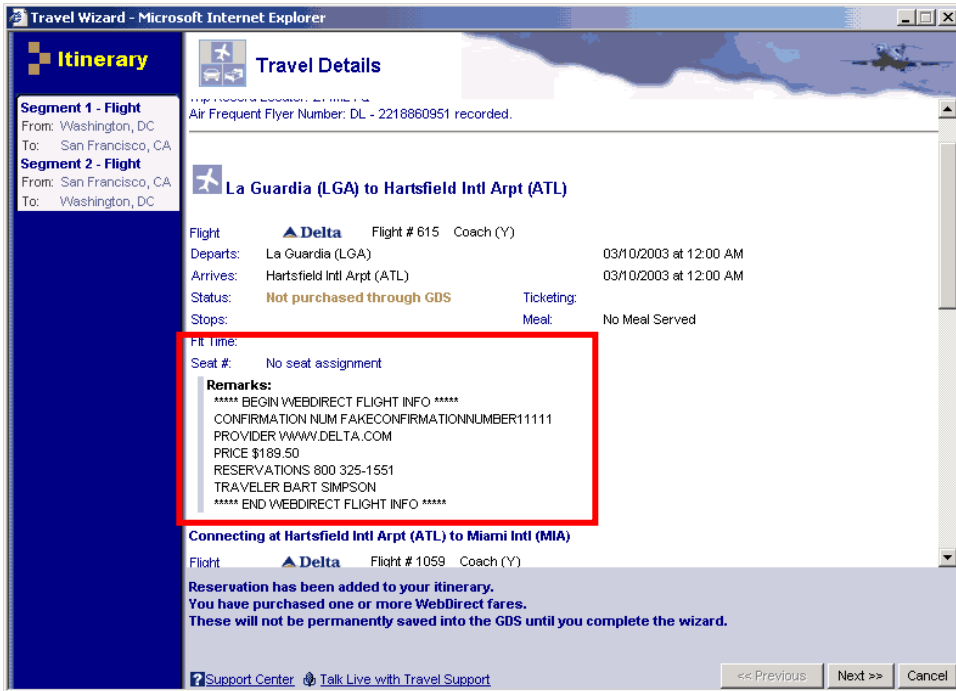 Travel Wizard - Microsoft Internet Explorer
Itinerary
Travel Details
Segment 1 - Flight
From: Washington, DC
To: San Francisco, CA
Segment 2 - Flight
From: San Francisco, CA
To: Washington, DC
Air Frequent Flyer Number: DL - 2218860951 recorded.
La Guardia (LGA) to Hartsfield Intl Arpt (ATL)
Flight Delta Flight # 615 Coach (Y)
Departs: La Guardia (LGA) 03/10/2003 at 12:00 AM
Arrives: Hartsfield Intl Arpt (ATL) 03/10/2003 at 12:00 AM
Status: Not purchased through GDS Ticketing:
Stops: Meal: No Meal Served
Flt Time:
Seat #: No seat assignment
Remarks:
***** BEGIN WEBDIRECT FLIGHT INFO *****
CONFIRMATION NUM FAKECONFIRMATIONNUMBER11111
PROVIDER WWW.DELTA.COM
PRICE $189.50
RESERVATIONS 800 325-1551
TRAVELER BART SIMPSON
***** END WEBDIRECT FLIGHT INFO *****
Connecting at Hartsfield Intl Arpt (ATL) to Miami Intl (MIA)
Flight Delta Flight # 1059 Coach (Y)
Reservation has been added to your itinerary.
You have purchased one or more WebDirect fares.
These will not be permanently saved into the GDS until you complete the wizard.
? Support Center Talk Live with Travel Support
<< Previous Next >> Cancel